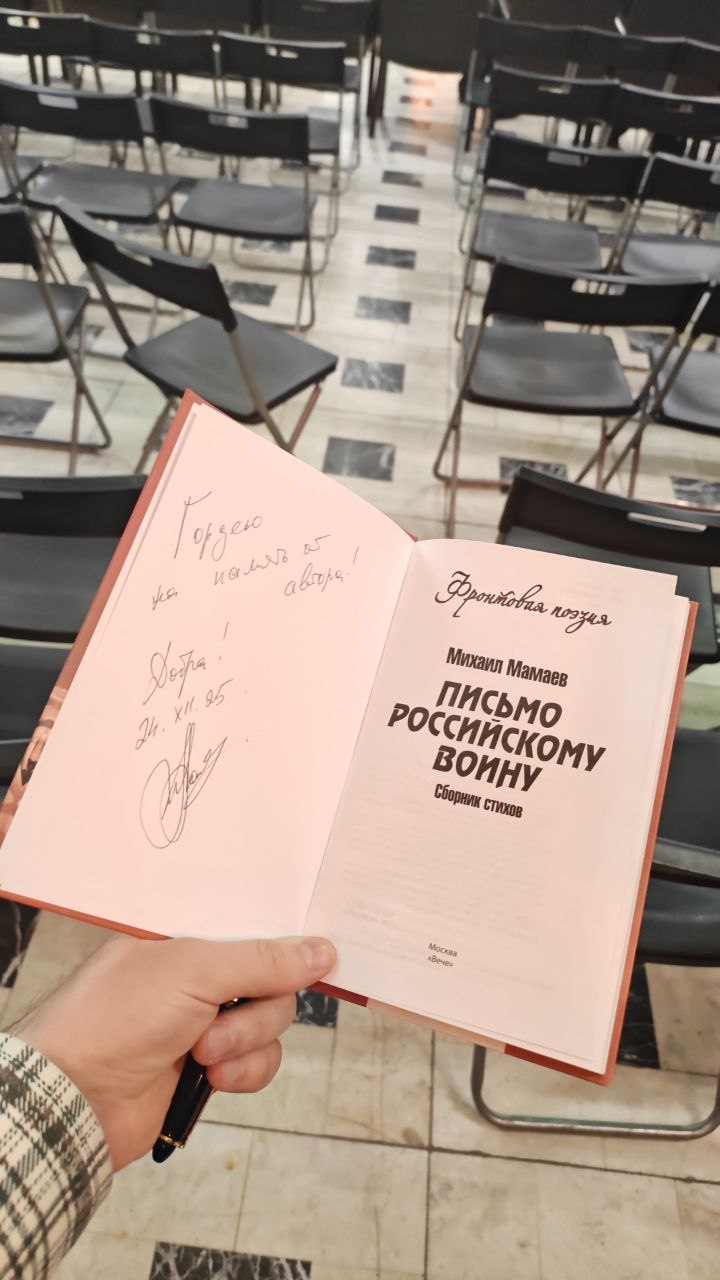 Гордею
на память от
автора!
Добра!
24. XII. 25.
Фронтовая поэзия
Михаил Мамаев
ПИСЬМО
РОССИЙСКОМУ
ВОИНУ
Сборник стихов
Москва
«Вече»